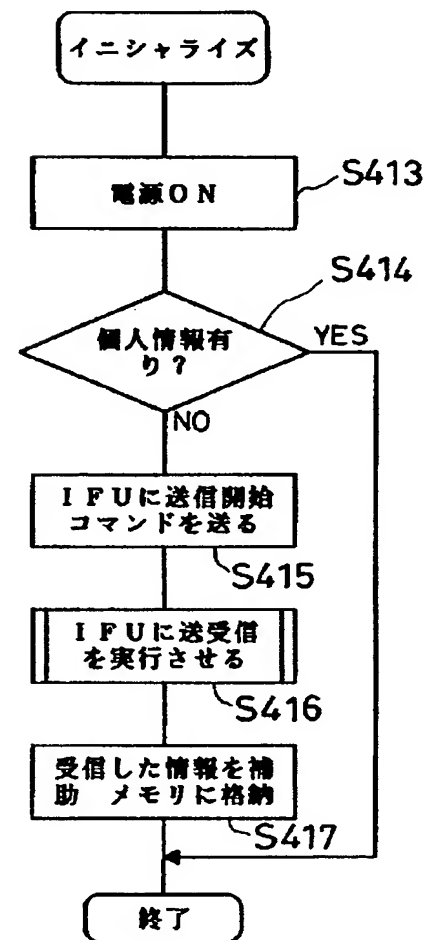 イニシャライズ
電源ON
S413
S414
個人情報有
り?
YES
NO
IFUに送信開始
コマンドを送る
S415
IFUに送受信
を実行させる
S416
受信した情報を補
助 メモリに格納
S417
終了